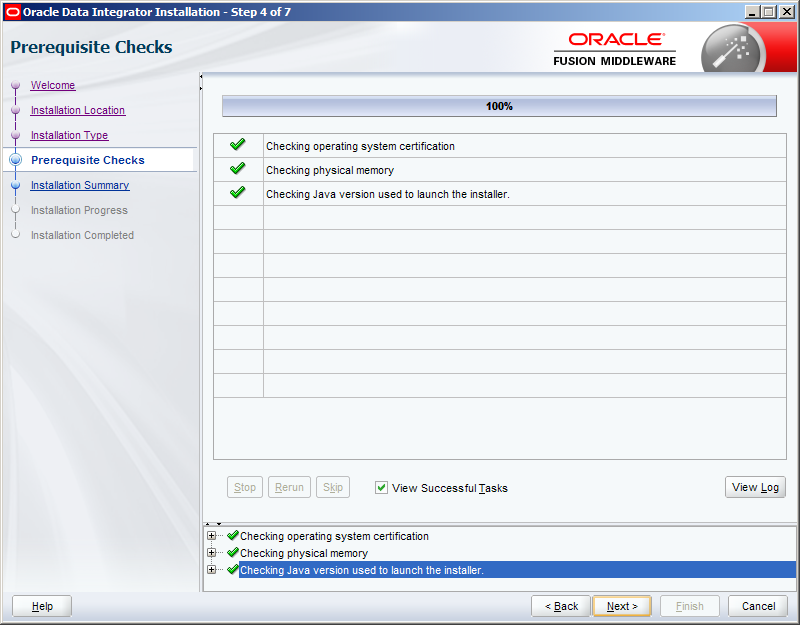 Oracle Data Integrator Installation - Step 4 of 7
Prerequisite Checks
ORACLE
FUSION MIDDLEWARE
Welcome
Installation Location
Installation Type
Prerequisite Checks
Installation Summary
Installation Progress
Installation Completed
100%
Checking operating system certification
Checking physical memory
Checking Java version used to launch the installer.
Stop
Rerun
Skip
View Successful Tasks
View Log
Checking operating system certification
Checking physical memory
Checking Java version used to launch the installer.
Help
< Back
Next >
Finish
Cancel